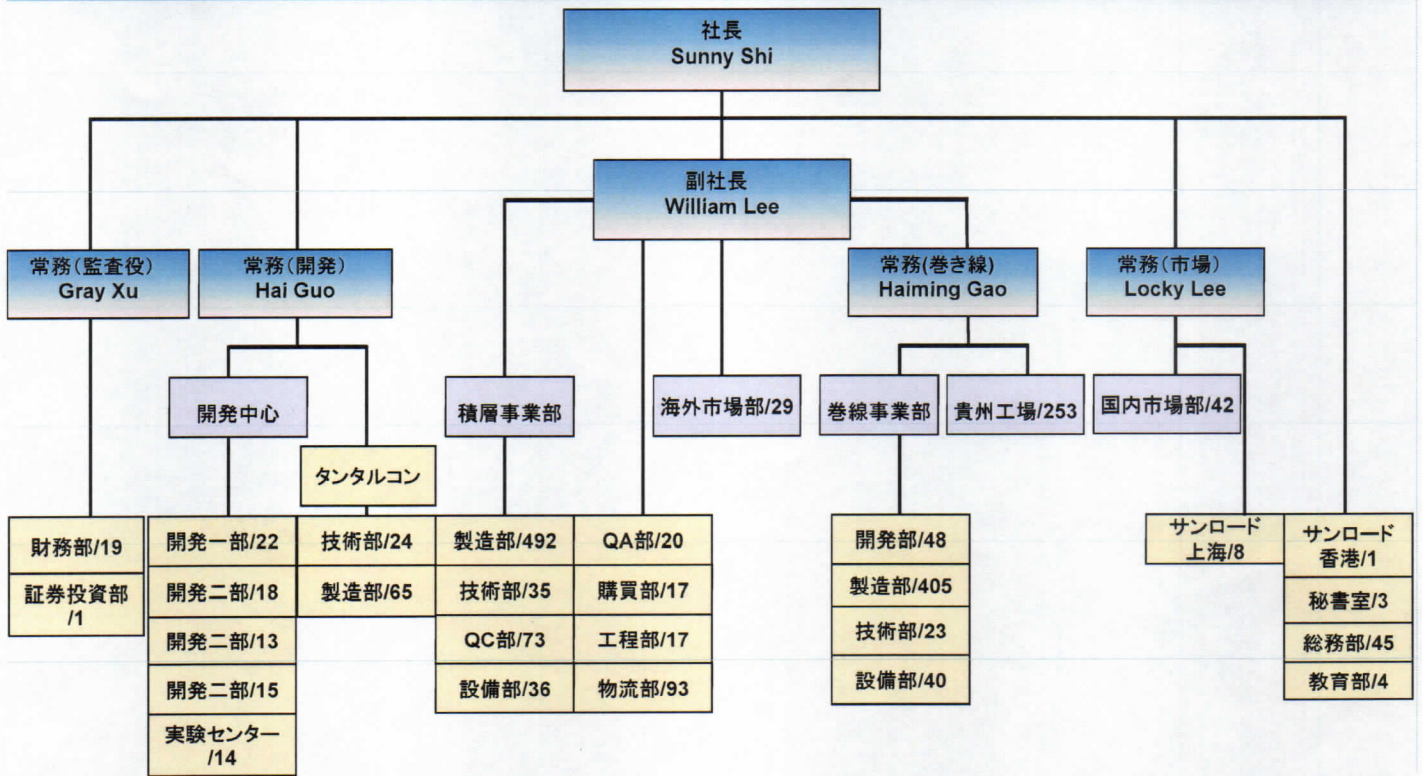 社長
Sunny Shi
副社長
William Lee
常務(監査役)
Gray Xu
常務(開発)
Hai Guo
常務(巻き線)
Haiming Gao
常務(市場)
Locky Lee
開発中心
積層事業部
海外市場部/29
巻線事業部
貴州工場/253
国内市場部/42
タンタルコン
財務部/19
証券投資部
/1
開発一部/22
開発二部/18
開発二部/13
開発二部/15
実験センター
/14
技術部/24
製造部/65
製造部/492
技術部/35
QC部/73
設備部/36
QA部/20
購買部/17
工程部/17
物流部/93
開発部/48
製造部/405
技術部/23
設備部/40
サンロード
上海/8
サンロード
香港/1
秘書室/3
総務部/45
教育部/4